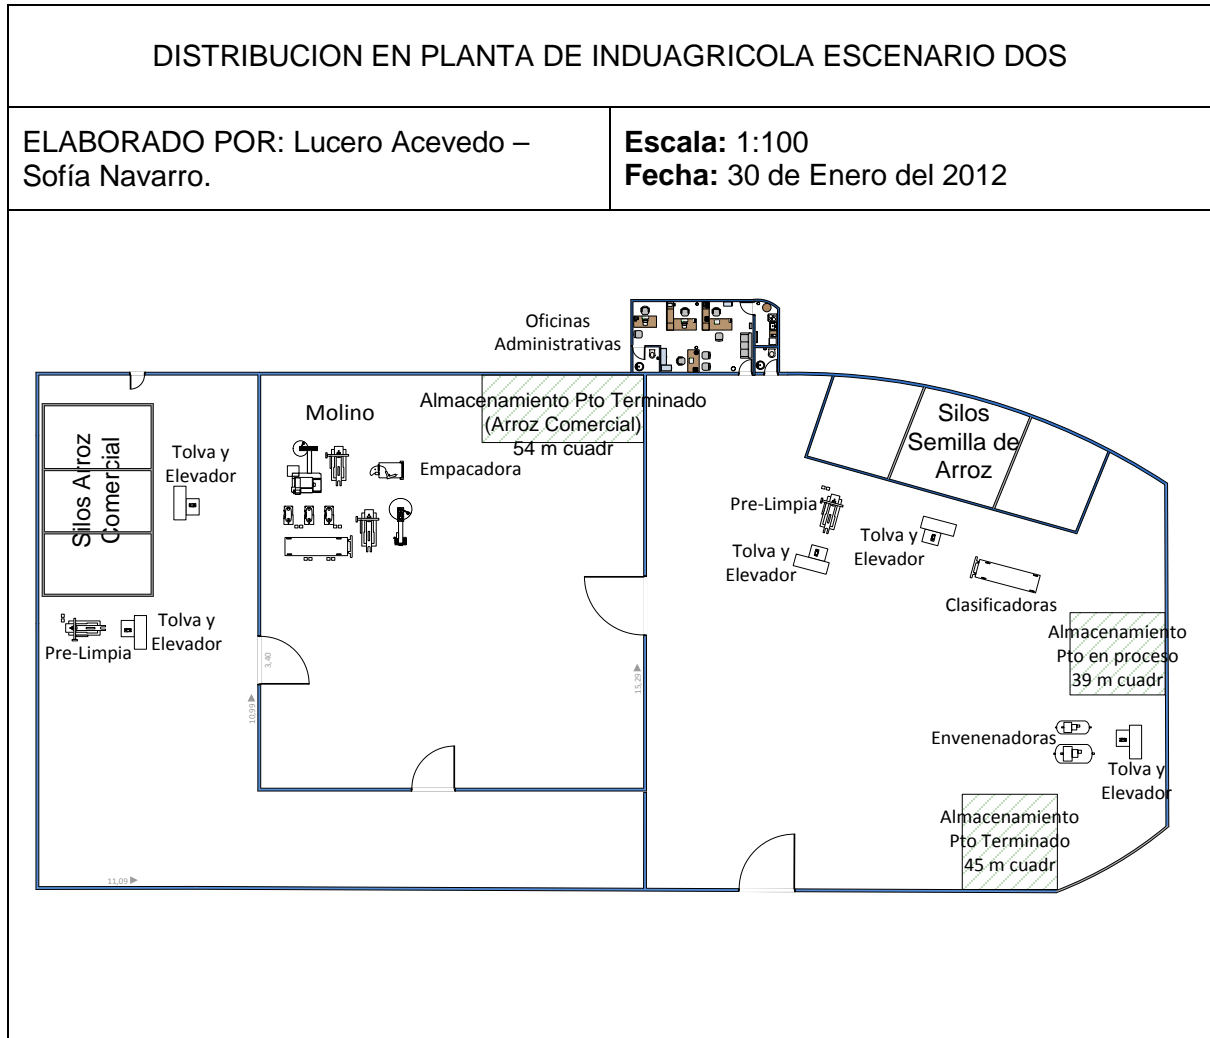 DISTRIBUCION EN PLANTA DE INDUAGRICOLA ESCENARIO DOS
ELABORADO POR: Lucero Acevedo –
Sofía Navarro.
Escala: 1:100
Fecha: 30 de Enero del 2012
Oficinas
Administrativas
Molino
Almacenamiento Pto Terminado
(Arroz Comercial)
54 m cuadr
Empacadora
Silos Arroz
Comercial
Tolva y
Elevador
Pre-Limpia
Tolva y
Elevador
Silos
Semilla de
Arroz
Pre-Limpia
Tolva y
Elevador
Tolva y
Elevador
Clasificadoras
Almacenamiento
Pto en proceso
39 m cuadr
Envenenadoras
Tolva y
Elevador
Almacenamiento
Pto Terminado
45 m cuadr
3,40
10,99
15,29
11,09